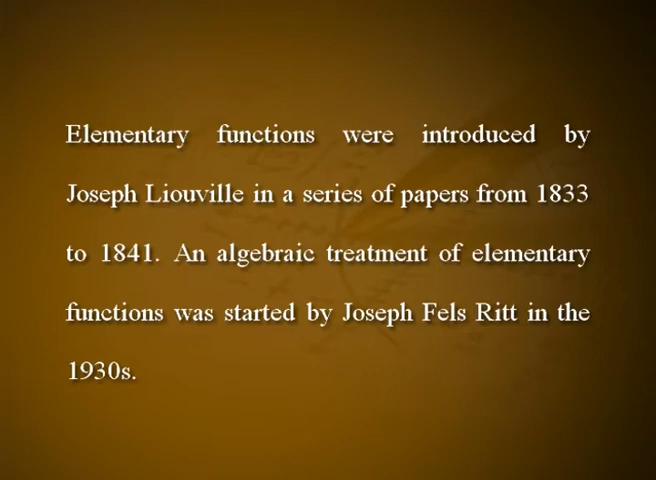 Elementary functions were introduced by
Joseph Liouville in a series of papers from 1833
to 1841. An algebraic treatment of elementary
functions was started by Joseph Fels Ritt in the
1930s.